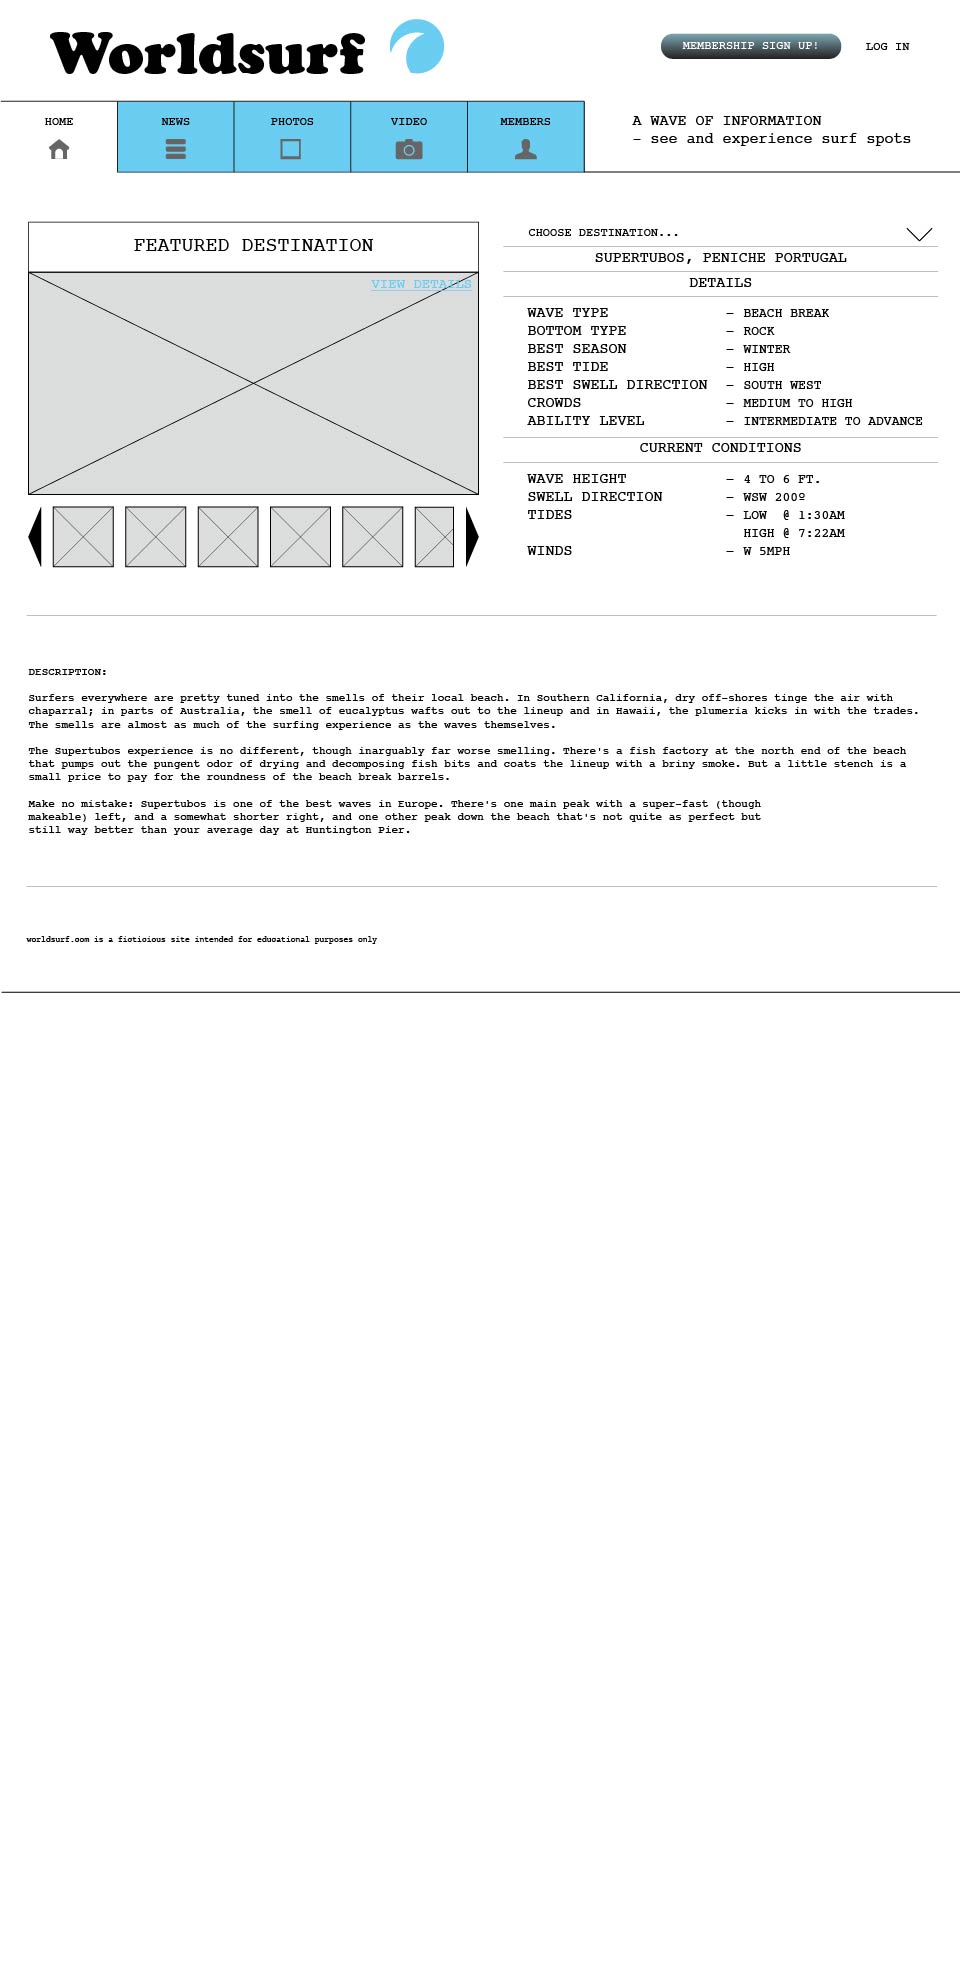 Worldsurf
MEMBERSHIP SIGN UP!
LOG IN
HOME
NEWS
PHOTOS
VIDEO
MEMBERS
A WAVE OF INFORMATION
– see and experience surf spots
FEATURED DESTINATION
VIEW DETAILS
CHOOSE DESTINATION...
SUPERTUBOS, PENICHE PORTUGAL
DETAILS
WAVE TYPE – BEACH BREAK
BOTTOM TYPE – ROCK
BEST SEASON – WINTER
BEST TIDE – HIGH
BEST SWELL DIRECTION – SOUTH WEST
CROWDS – MEDIUM TO HIGH
ABILITY LEVEL – INTERMEDIATE TO ADVANCE
CURRENT CONDITIONS
WAVE HEIGHT – 4 TO 6 FT.
SWELL DIRECTION – WSW 200º
TIDES – LOW @ 1:30AM
HIGH @ 7:22AM
WINDS – W 5MPH
DESCRIPTION:
Surfers everywhere are pretty tuned into the smells of their local beach. In Southern California, dry off-shores tinge the air with
chaparral; in parts of Australia, the smell of eucalyptus wafts out to the lineup and in Hawaii, the plumeria kicks in with the trades.
The smells are almost as much of the surfing experience as the waves themselves.
The Supertubos experience is no different, though inarguably far worse smelling. There's a fish factory at the north end of the beach
that pumps out the pungent odor of drying and decomposing fish bits and coats the lineup with a briny smoke. But a little stench is a
small price to pay for the roundness of the beach break barrels.
Make no mistake: Supertubos is one of the best waves in Europe. There's one main peak with a super-fast (though
makeable) left, and a somewhat shorter right, and one other peak down the beach that's not quite as perfect but
still way better than your average day at Huntington Pier.
worldsurf.com is a ficticious site intended for educational purposes only